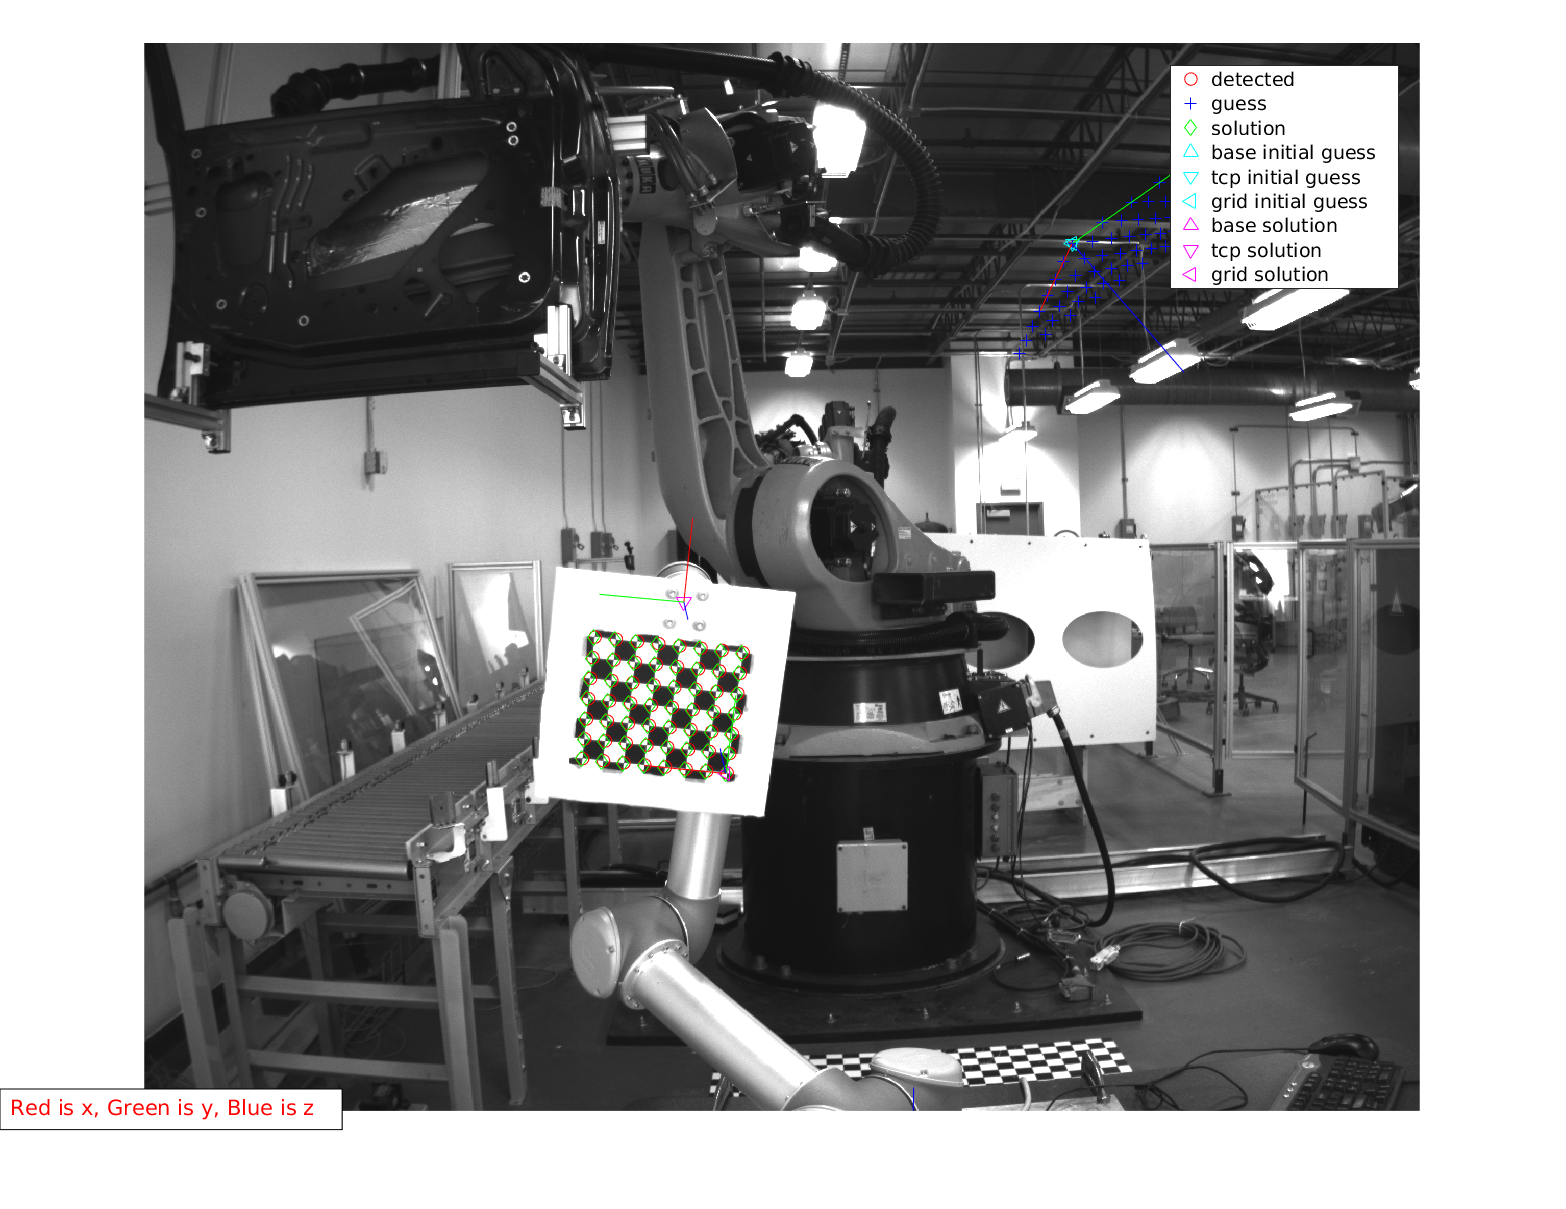 detected
guess
solution
base initial guess
tcp initial guess
grid initial guess
base solution
tcp solution
grid solution
Red is x, Green is y, Blue is z